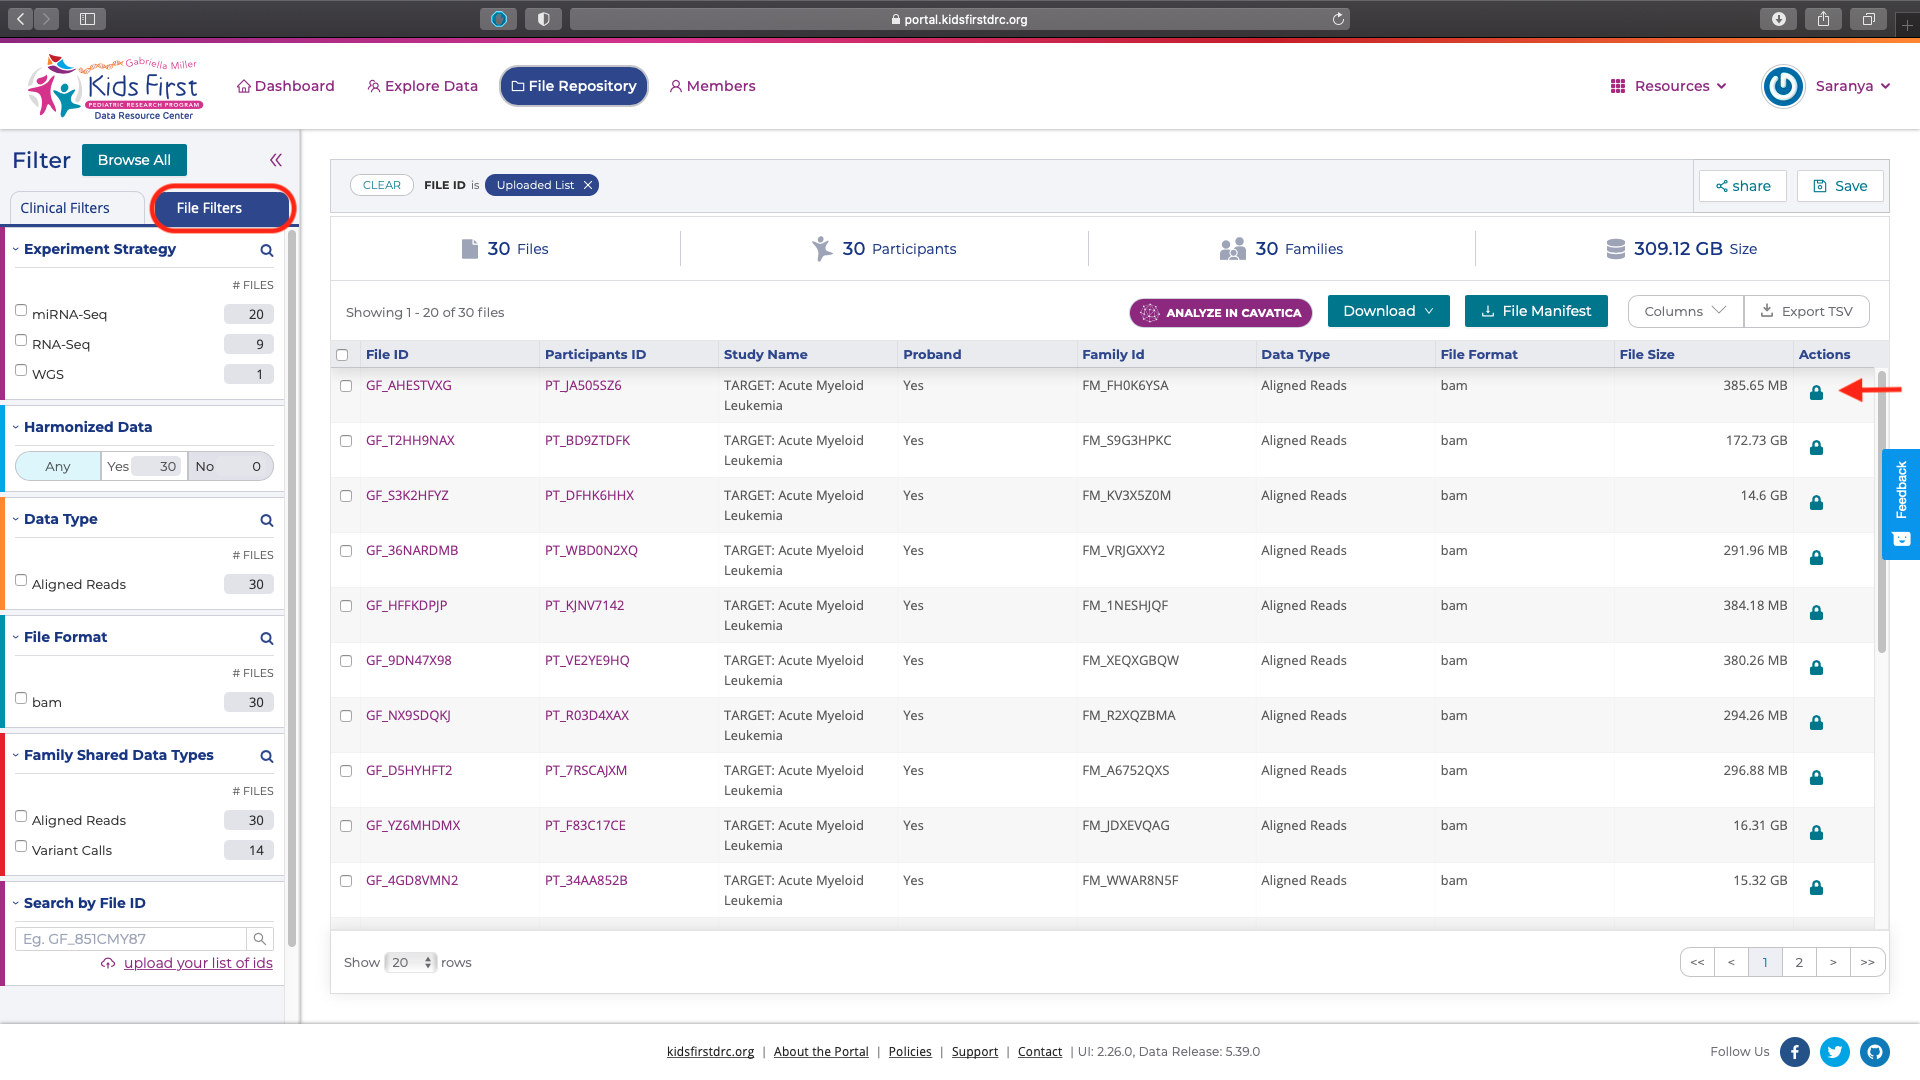 portal.kidsfirstdrc.org
Gabriella Miller
Kids First
PEDIATRIC RESEARCH PROGRAM
Data Resource Center
Dashboard
Explore Data
File Repository
Members
Resources
Saranya
Filter
Browse All
Clinical Filters
File Filters
Experiment Strategy
# FILES
miRNA-Seq 20
RNA-Seq 9
WGS 1
Harmonized Data
Any Yes 30 No 0
Data Type
# FILES
Aligned Reads 30
File Format
# FILES
bam 30
Family Shared Data Types
# FILES
Aligned Reads 30
Variant Calls 14
Search by File ID
Eg. GF_851CMY87
upload your list of ids
CLEAR FILE ID is Uploaded List ×
share
Save
30 Files
30 Participants
30 Families
309.12 GB Size
Showing 1 - 20 of 30 files
ANALYZE IN CAVATICA
Download
File Manifest
Columns
Export TSV
File ID Participants ID Study Name Proband Family Id Data Type File Format File Size Actions
GF_AHESTVXG PT_JA505SZ6 TARGET: Acute Myeloid Leukemia Yes FM_FH0K6YSA Aligned Reads bam 385.65 MB
GF_T2HH9NAX PT_BD9ZTDFK TARGET: Acute Myeloid Leukemia Yes FM_S9G3HPKC Aligned Reads bam 172.73 GB
GF_S3K2HFYZ PT_DFHK6HHX TARGET: Acute Myeloid Leukemia Yes FM_KV3X5Z0M Aligned Reads bam 14.6 GB
GF_36NARDMB PT_WBD0N2XQ TARGET: Acute Myeloid Leukemia Yes FM_VRJGXXY2 Aligned Reads bam 291.96 MB
GF_HFFKDPJP PT_KJNV7142 TARGET: Acute Myeloid Leukemia Yes FM_1NESHJQF Aligned Reads bam 384.18 MB
GF_9DN47X98 PT_VE2YE9HQ TARGET: Acute Myeloid Leukemia Yes FM_XEQXGBQW Aligned Reads bam 380.26 MB
GF_NX9SDQKJ PT_R03D4XAX TARGET: Acute Myeloid Leukemia Yes FM_R2XQZBMA Aligned Reads bam 294.26 MB
GF_D5HYHFT2 PT_7RSCAJXM TARGET: Acute Myeloid Leukemia Yes FM_A6752QXS Aligned Reads bam 296.88 MB
GF_YZ6MHDMX PT_F83C17CE TARGET: Acute Myeloid Leukemia Yes FM_JDXEVQAG Aligned Reads bam 16.31 GB
GF_4GD8VMN2 PT_34AA852B TARGET: Acute Myeloid Leukemia Yes FM_WWAR8N5F Aligned Reads bam 15.32 GB
Feedback
Show 20 rows
<< < 1 2 > >>
kidsfirstdrc.org | About the Portal | Policies | Support | Contact | UI: 2.26.0, Data Release: 5.39.0
Follow Us